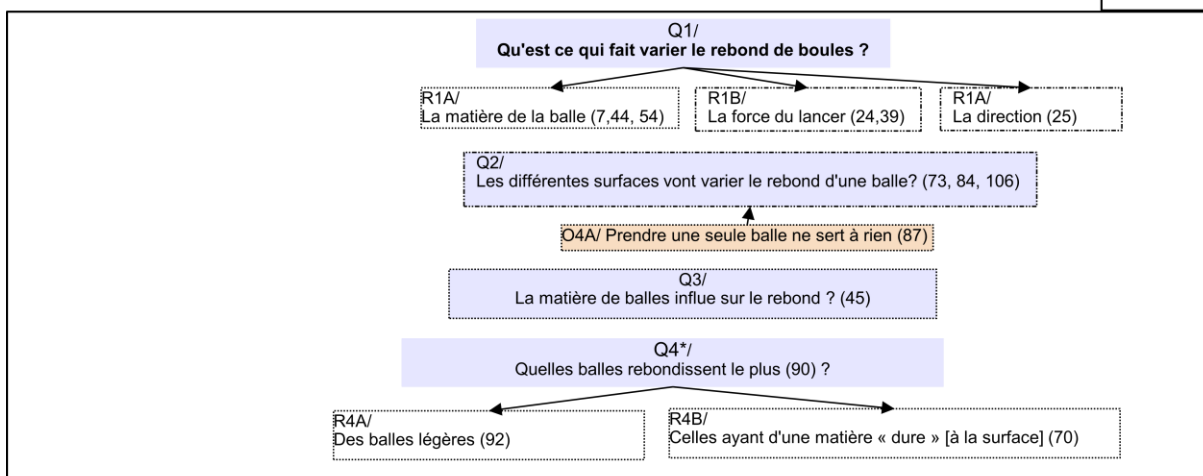 Q1/
Qu'est ce qui fait varier le rebond de boules ?
R1A/
La matière de la balle (7,44, 54)
R1B/
La force du lancer (24,39)
R1A/
La direction (25)
Q2/
Les différentes surfaces vont varier le rebond d'une balle? (73, 84, 106)
O4A/ Prendre une seule balle ne sert à rien (87)
Q3/
La matière de balles influe sur le rebond ? (45)
Q4*/
Quelles balles rebondissent le plus (90) ?
R4A/
Des balles légères (92)
R4B/
Celles ayant d'une matière « dure » [à la surface] (70)